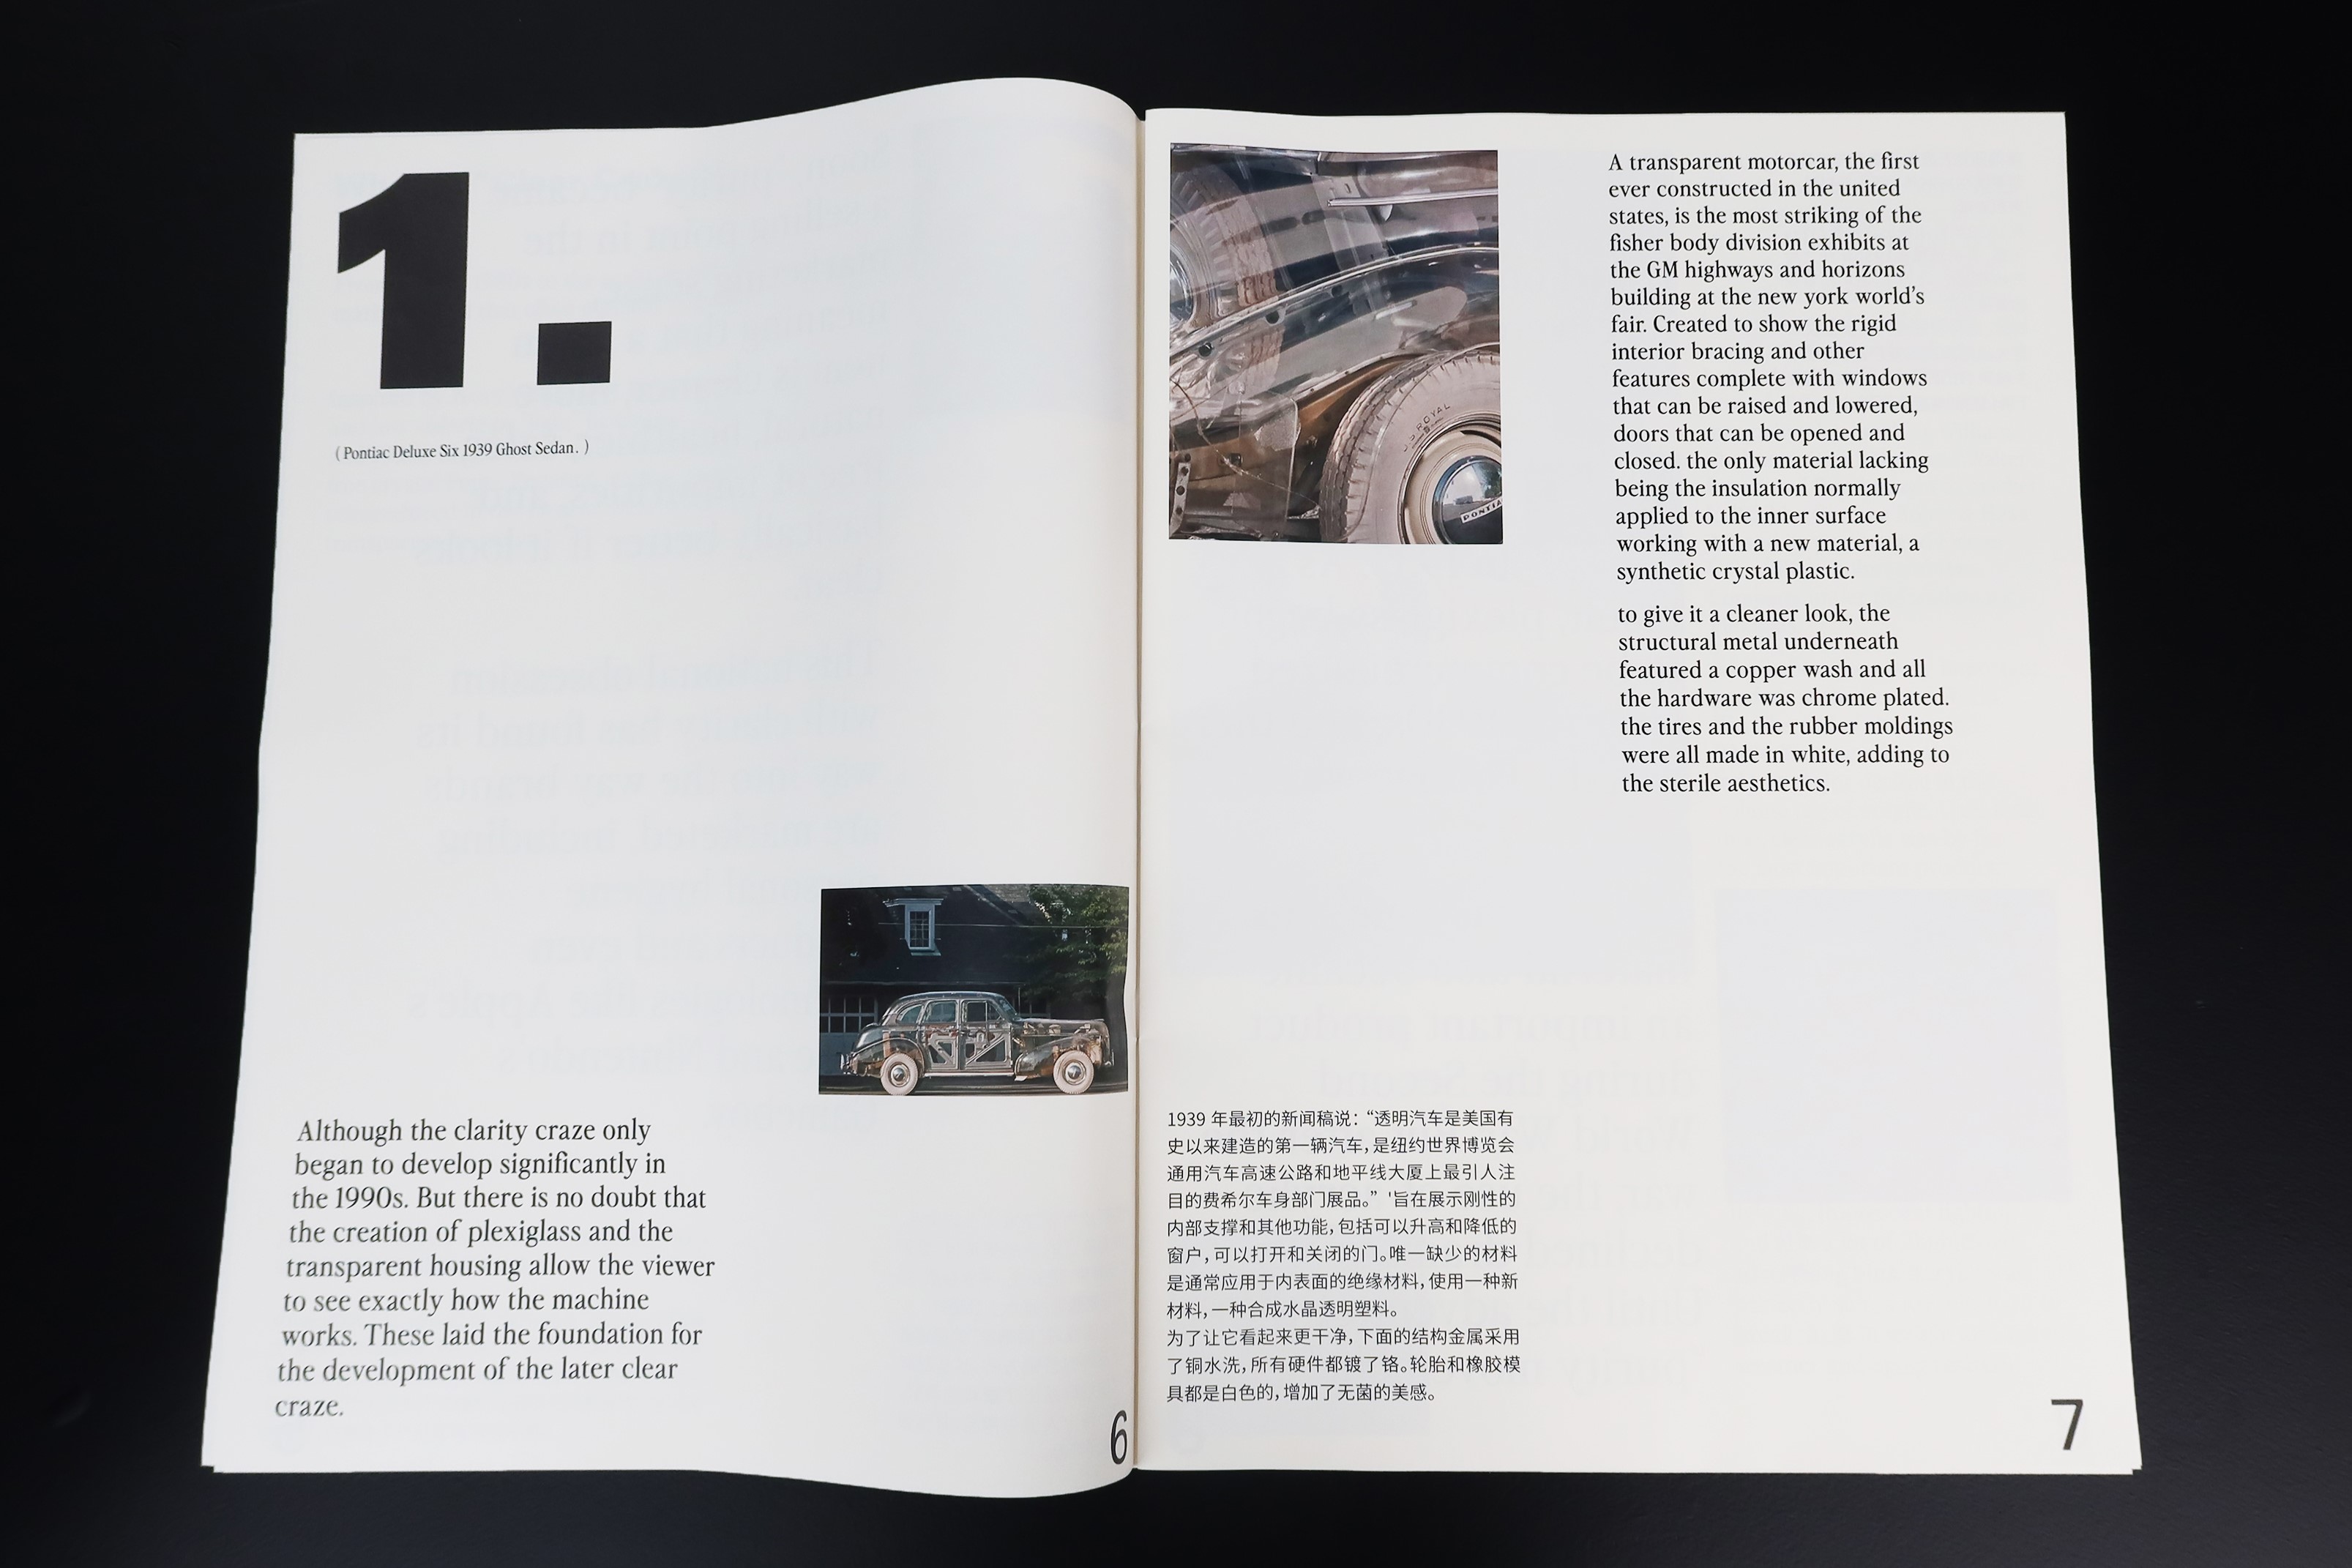 1.
( Pontiac Deluxe Six 1939 Ghost Sedan. )
Although the clarity craze only
began to develop significantly in
the 1990s. But there is no doubt that
the creation of plexiglass and the
transparent housing allow the viewer
to see exactly how the machine
works. These laid the foundation for
the development of the later clear
craze.
6
U.S. ROYAL
PONTIA
A transparent motorcar, the first
ever constructed in the united
states, is the most striking of the
fisher body division exhibits at
the GM highways and horizons
building at the new york world’s
fair. Created to show the rigid
interior bracing and other
features complete with windows
that can be raised and lowered,
doors that can be opened and
closed. the only material lacking
being the insulation normally
applied to the inner surface
working with a new material, a
synthetic crystal plastic.
to give it a cleaner look, the
structural metal underneath
featured a copper wash and all
the hardware was chrome plated.
the tires and the rubber moldings
were all made in white, adding to
the sterile aesthetics.
1939 年最初的新闻稿说：“透明汽车是美国有
史以来建造的第一辆汽车，是纽约世界博览会
通用汽车高速公路和地平线大厦上最引人注
目的费希尔车身部门展品。” '旨在展示刚性的
内部支撑和其他功能，包括可以升高和降低的
窗户，可以打开和关闭的门。唯一缺少的材料
是通常应用于内表面的绝缘材料，使用一种新
材料，一种合成水晶透明塑料。
为了让它看起来更干净，下面的结构金属采用
了铜水洗，所有硬件都镀了铬。轮胎和橡胶模
具都是白色的，增加了无菌的美感。
7